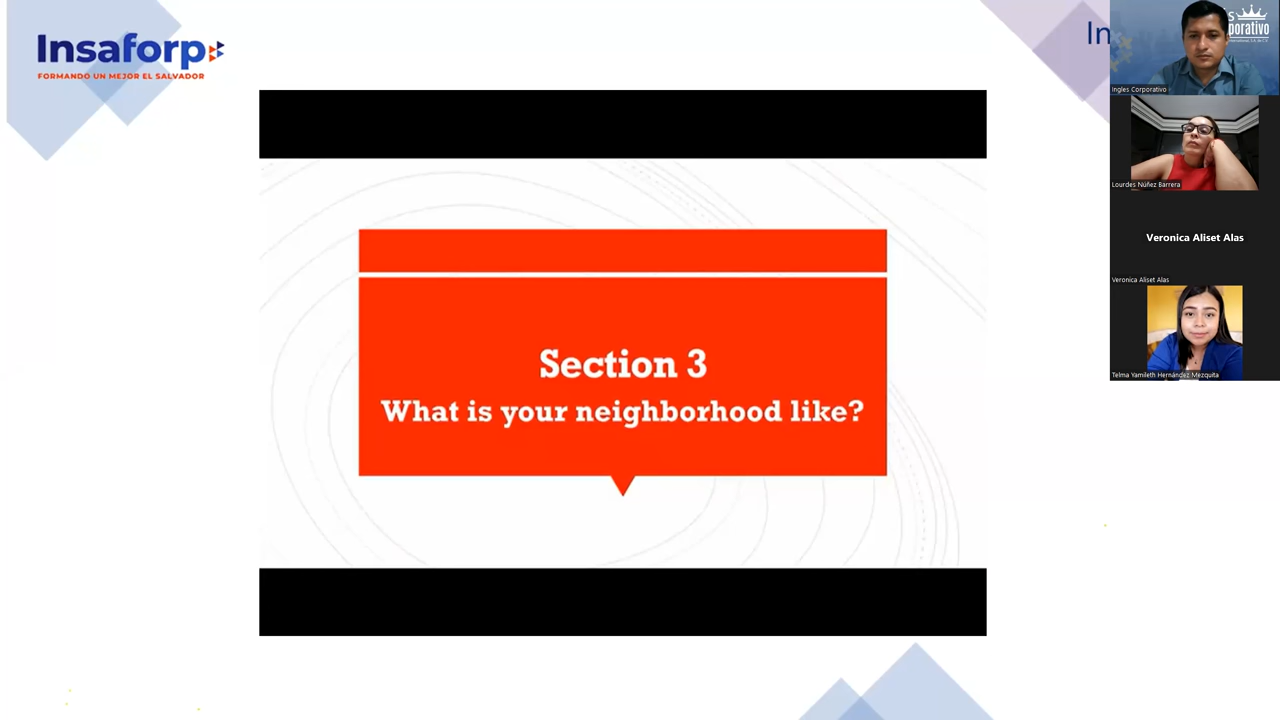 Insaforp
FORMANDO UN MEJOR EL SALVADOR
In
Ingles Corporativo
Lourdes Núñez Barrera
Veronica Aliset Alas
Veronica Aliset Alas
Telma Yamileth Hernández Mezquita
Section 3
What is your neighborhood like?